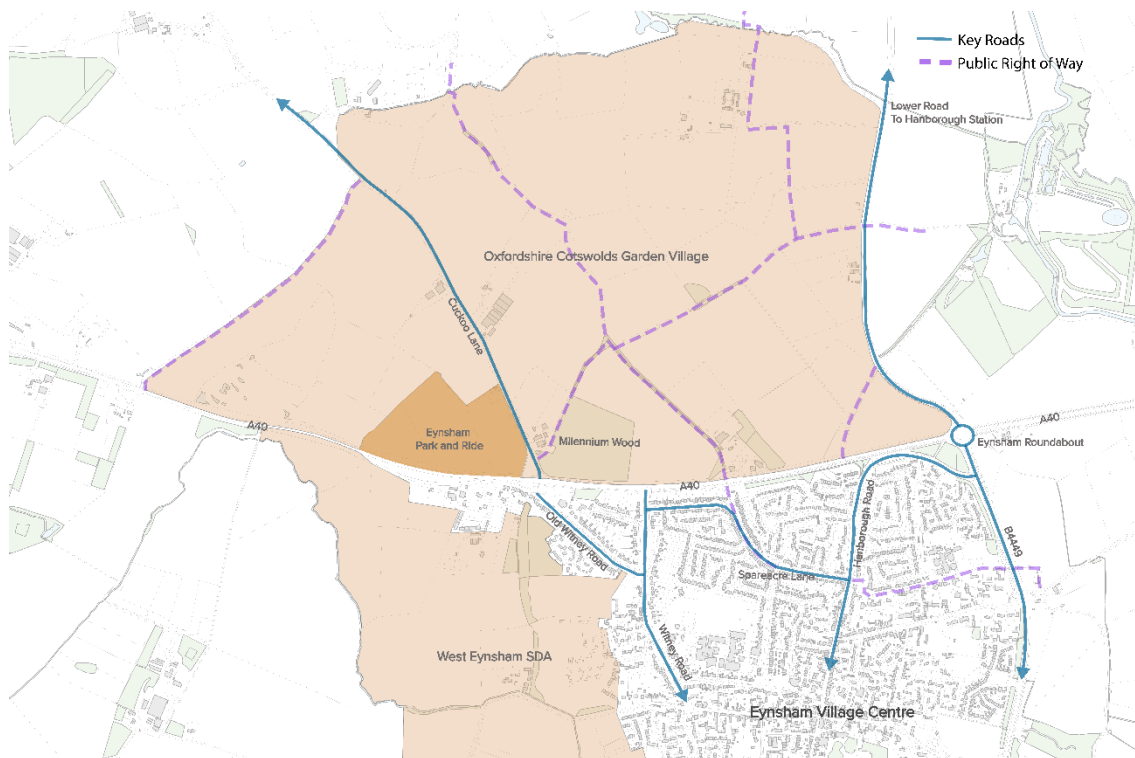 Key Roads
Public Right of Way
Lower Road
To Hanborough Station
Oxfordshire Cotswolds Garden Village
Cuckoo Lane
A40
Eynsham
Park and Ride
Milennium Wood
A40
Eynsham Roundabout
A40
Old Witney Road
Hanborough Road
B4449
Spareacre Lane
Witney Road
West Eynsham SDA
Eynsham Village Centre